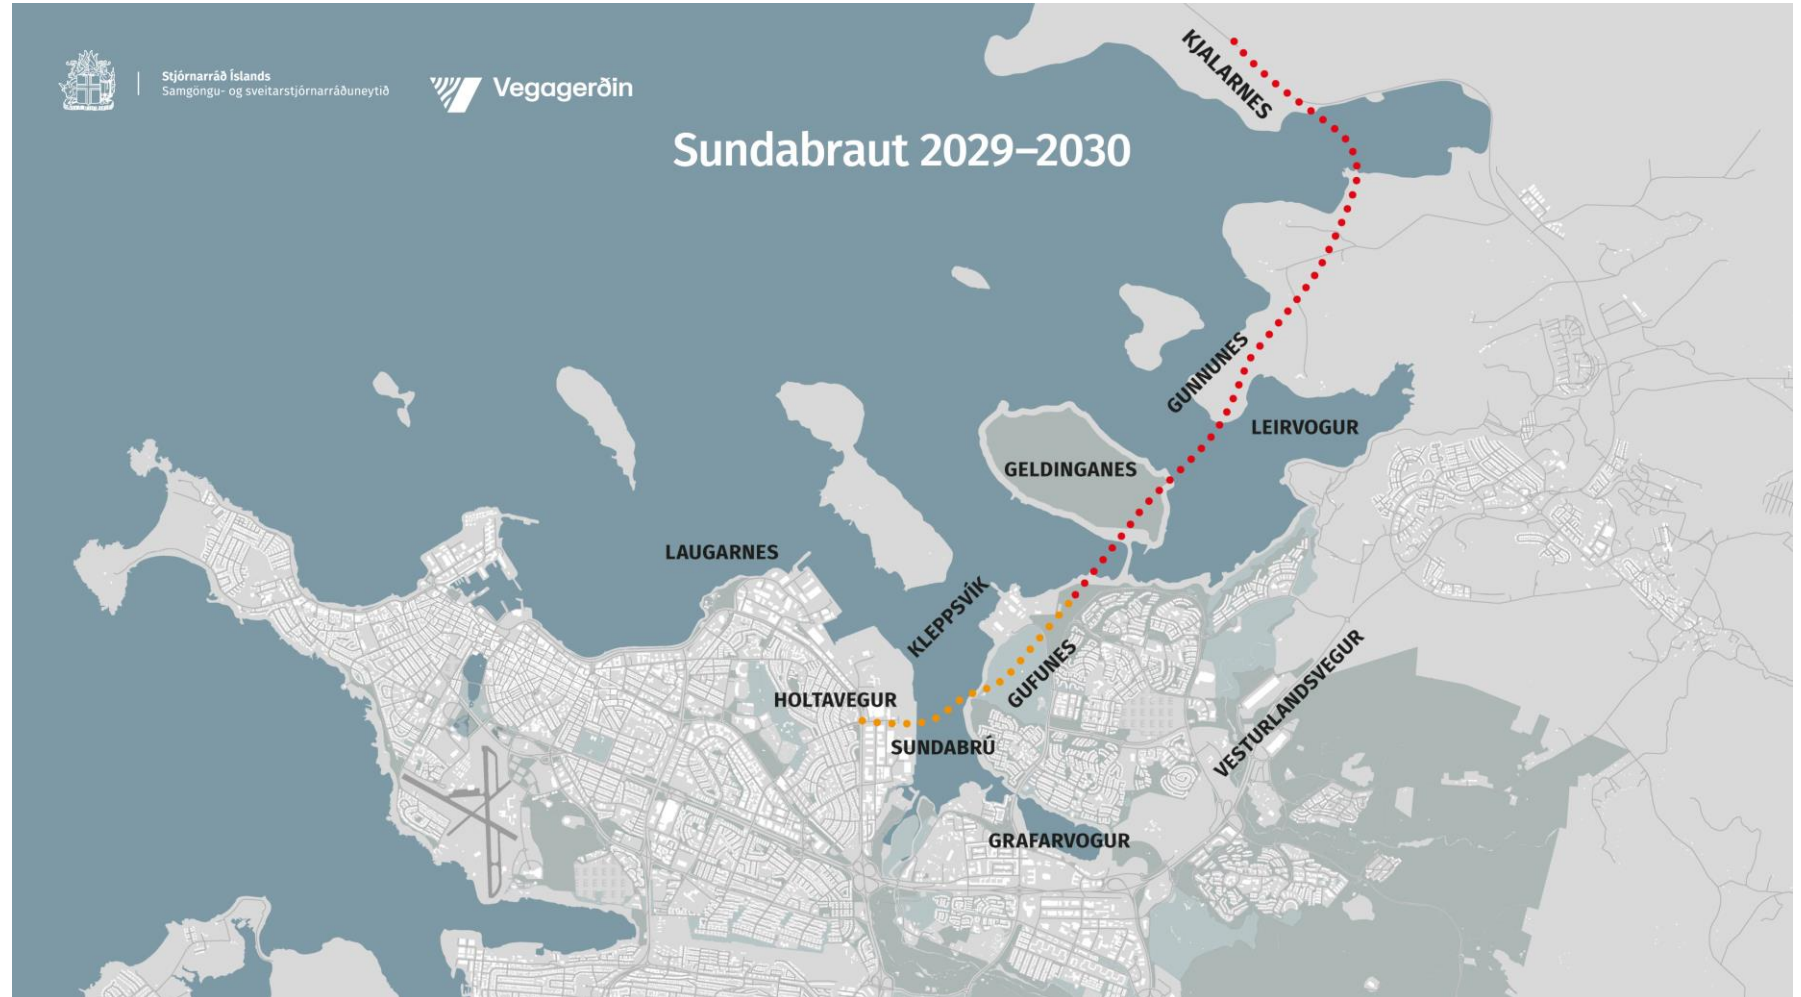 Stjórnarráð Íslands
Samgöngu- og sveitarstjórnarráðuneytið
Vegagerðin
Sundabraut 2029–2030
KJALARNES
GUNNUNES
LEIRVOGUR
GELDINGANES
LAUGARNES
KLEPPSVÍK
GUFUNES
HOLTAVEGUR
SUNDABRÚ
VESTURLANDSVEGUR
GRAFARVOGUR